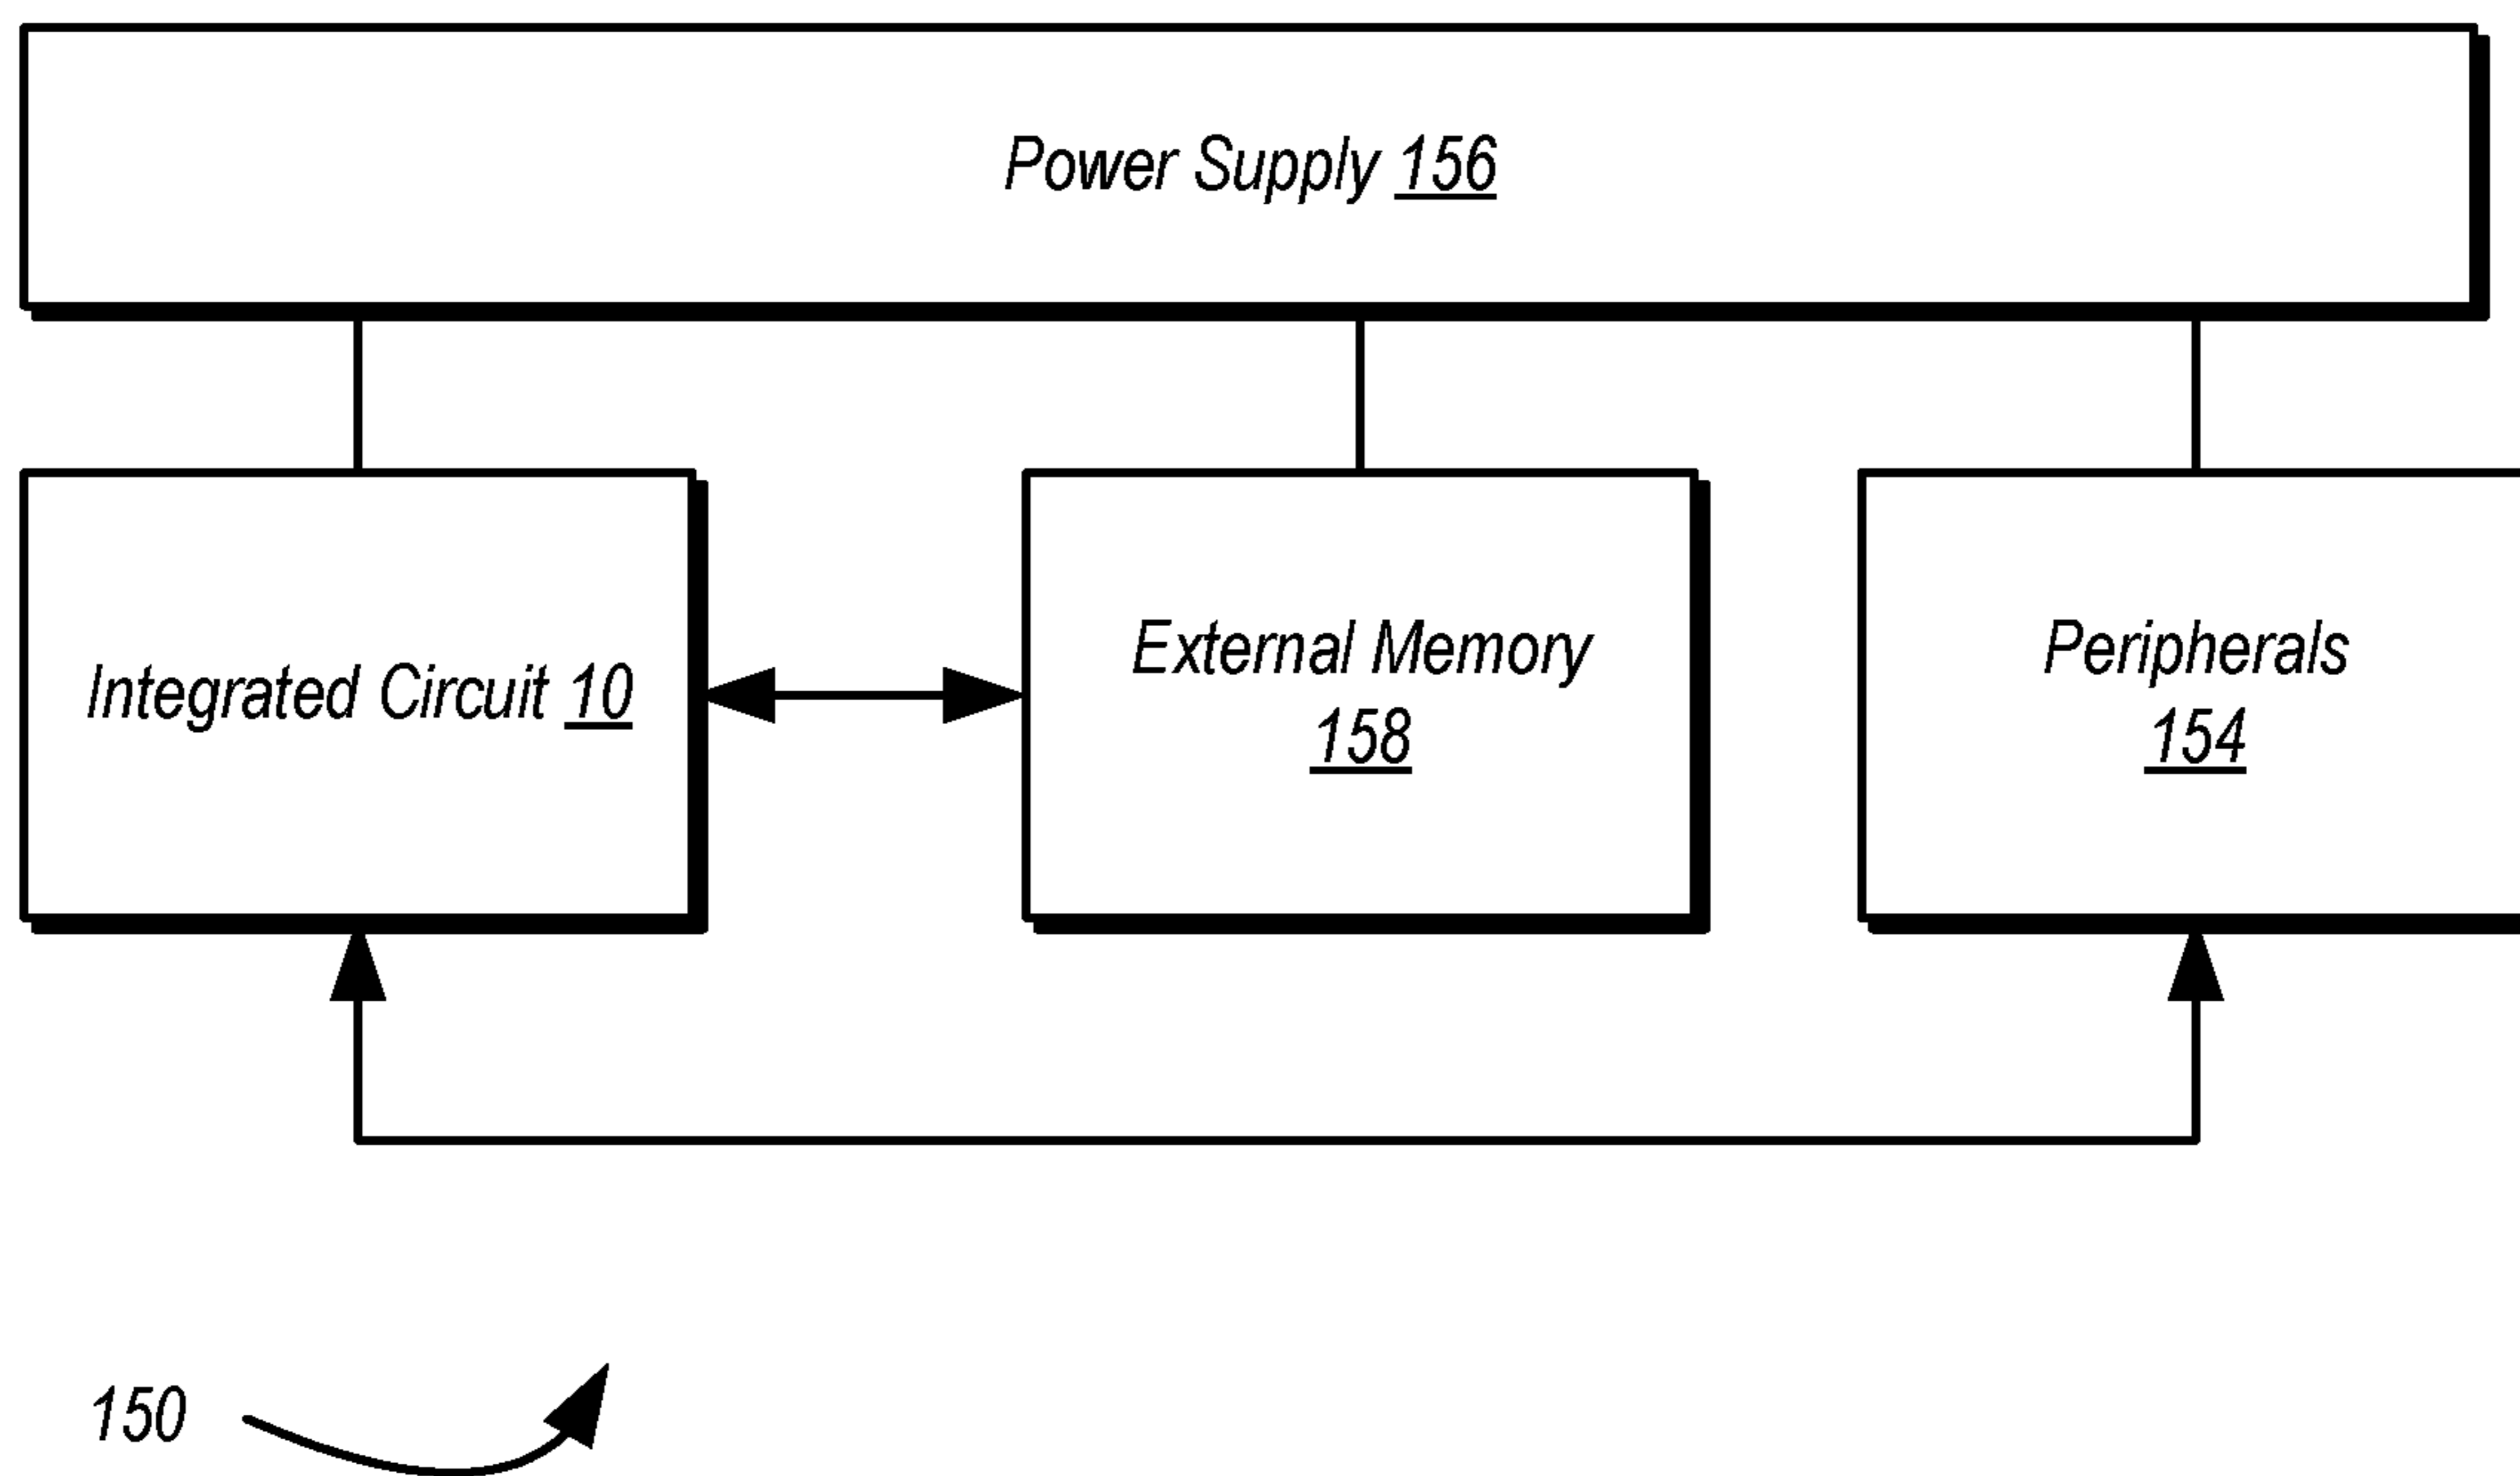 Power Supply 156
Integrated Circuit 10
External Memory
158
Peripherals
154
150